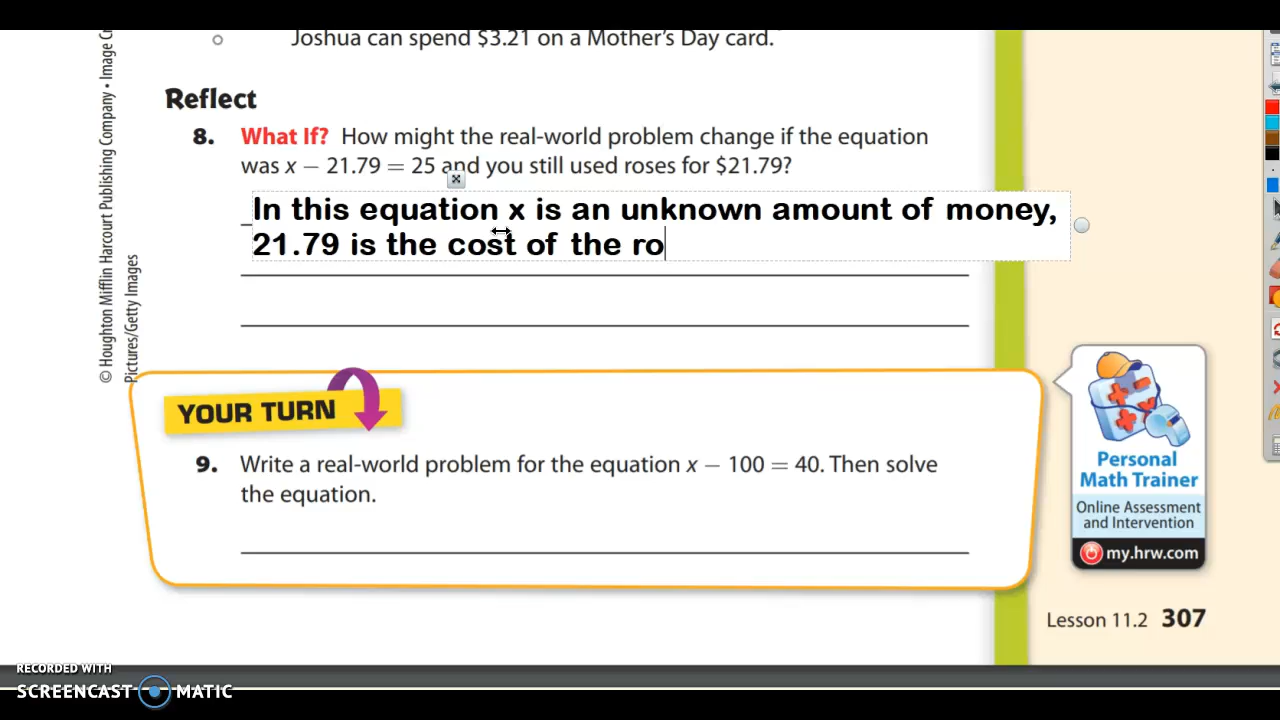 Joshua can spend $3.21 on a Mother's Day card.
Reflect
8. What If? How might the real-world problem change if the equation
was x − 21.79 = 25 and you still used roses for $21.79?
In this equation x is an unknown amount of money,
21.79 is the cost of the ro
© Houghton Mifflin Harcourt Publishing Company • Image Cr
Pictures/Getty Images
YOUR TURN
9. Write a real-world problem for the equation x − 100 = 40. Then solve
the equation.
Personal
Math Trainer
Online Assessment
and Intervention
my.hrw.com
Lesson 11.2 307
RECORDED WITH
SCREENCAST MATIC